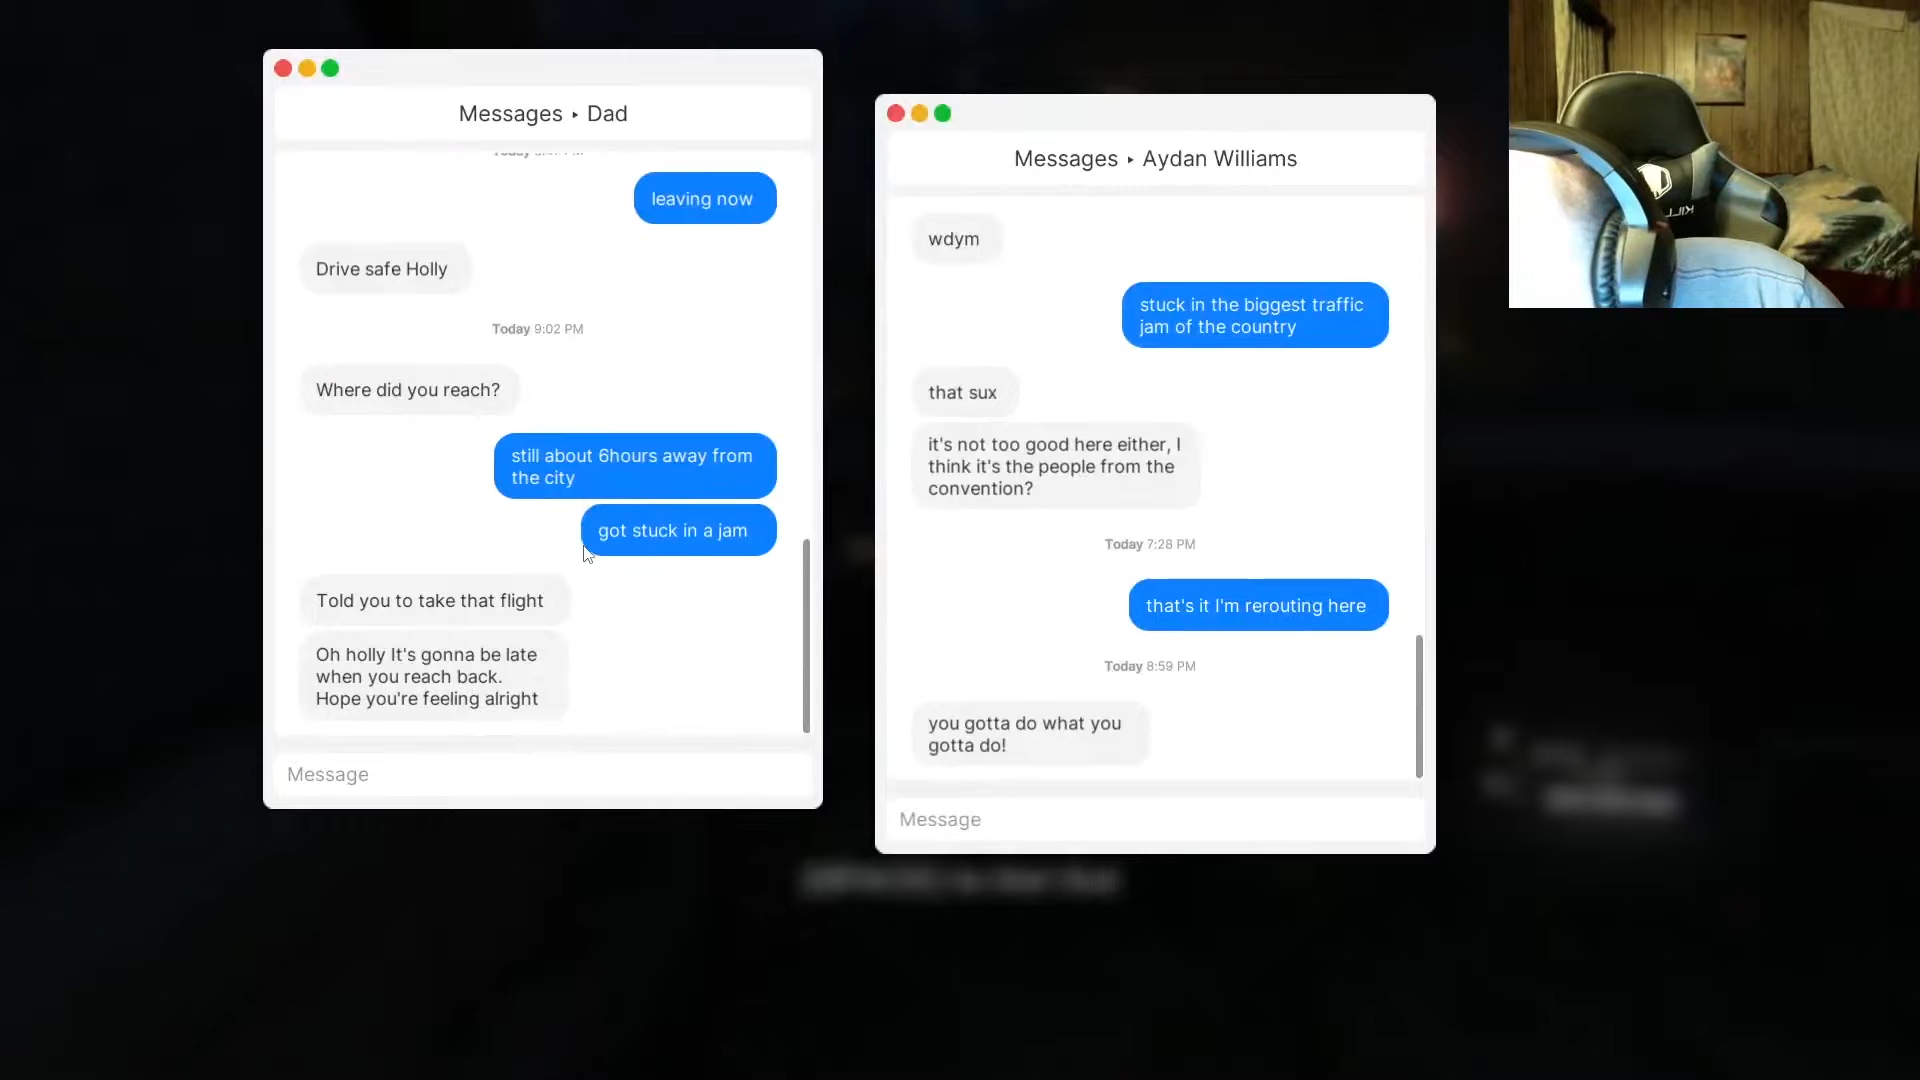 Messages ▸ Dad
leaving now
Drive safe Holly
Today 9:02 PM
Where did you reach?
still about 6hours away from
the city
got stuck in a jam
Told you to take that flight
Oh holly It's gonna be late
when you reach back.
Hope you're feeling alright
Message
Messages ▸ Aydan Williams
wdym
stuck in the biggest traffic
jam of the country
that sux
it's not too good here either, I
think it's the people from the
convention?
Today 7:28 PM
that's it I'm rerouting here
Today 8:59 PM
you gotta do what you
gotta do!
Message